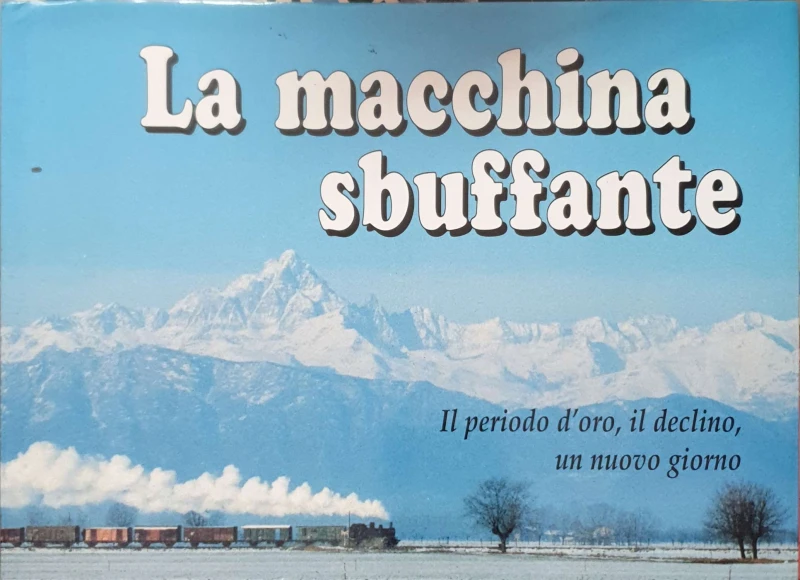 La macchina
sbuffante
Il periodo d'oro, il declino,
un nuovo giorno